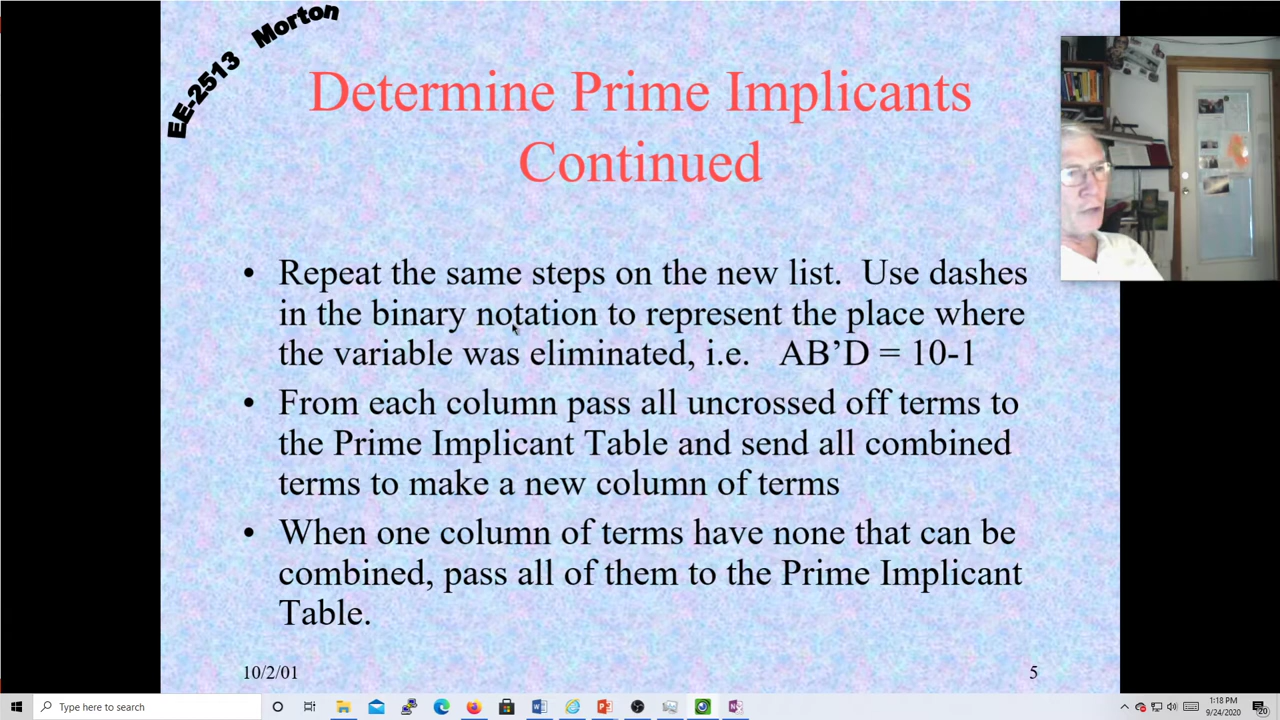 EE-2513 Morton
Determine Prime Implicants
Continued
• Repeat the same steps on the new list. Use dashes
in the binary notation to represent the place where
the variable was eliminated, i.e. AB’D = 10-1
• From each column pass all uncrossed off terms to
the Prime Implicant Table and send all combined
terms to make a new column of terms
• When one column of terms have none that can be
combined, pass all of them to the Prime Implicant
Table.
10/2/01
5
Type here to search
1:18 PM
9/24/2020
20